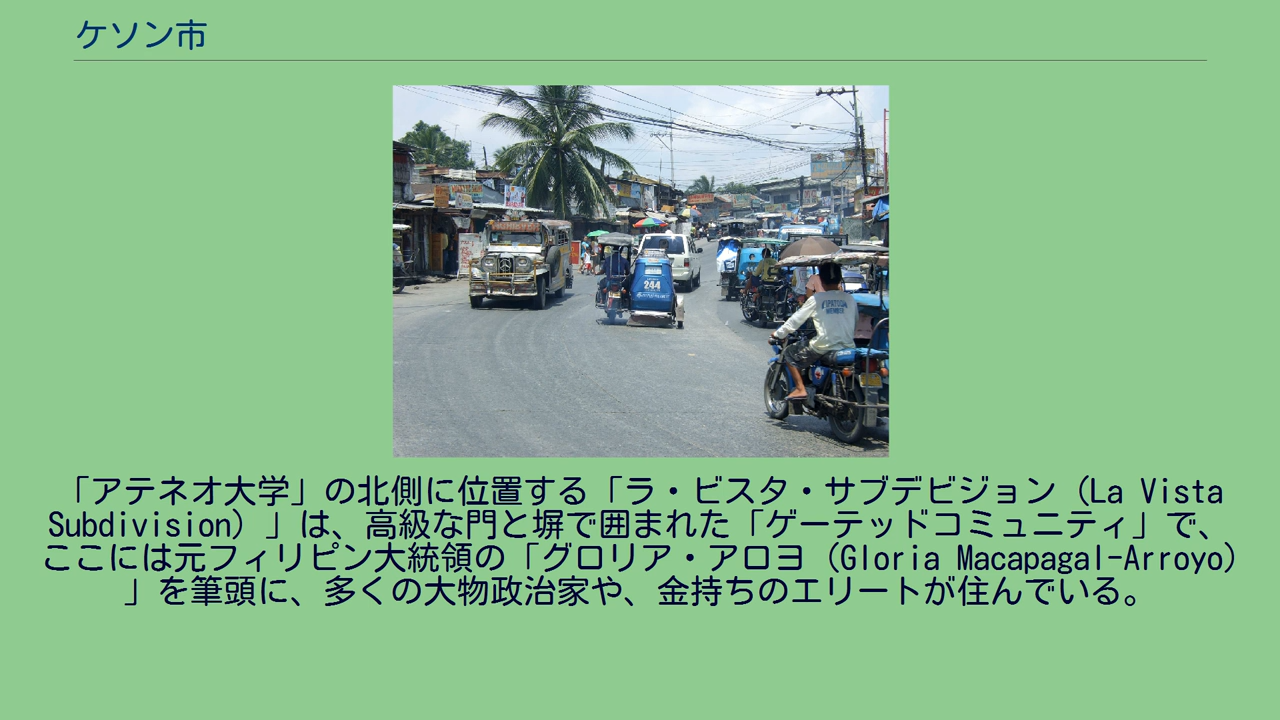 ケソン市
244
「アテネオ大学」の北側に位置する「ラ・ビスタ・サブデビジョン（La Vista
Subdivision）」は、高級な門と塀で囲まれた「ゲーテッドコミュニティ」で、
ここには元フィリピン大統領の「グロリア・アロヨ（Gloria Macapagal-Arroyo）
」を筆頭に、多くの大物政治家や、金持ちのエリートが住んでいる。